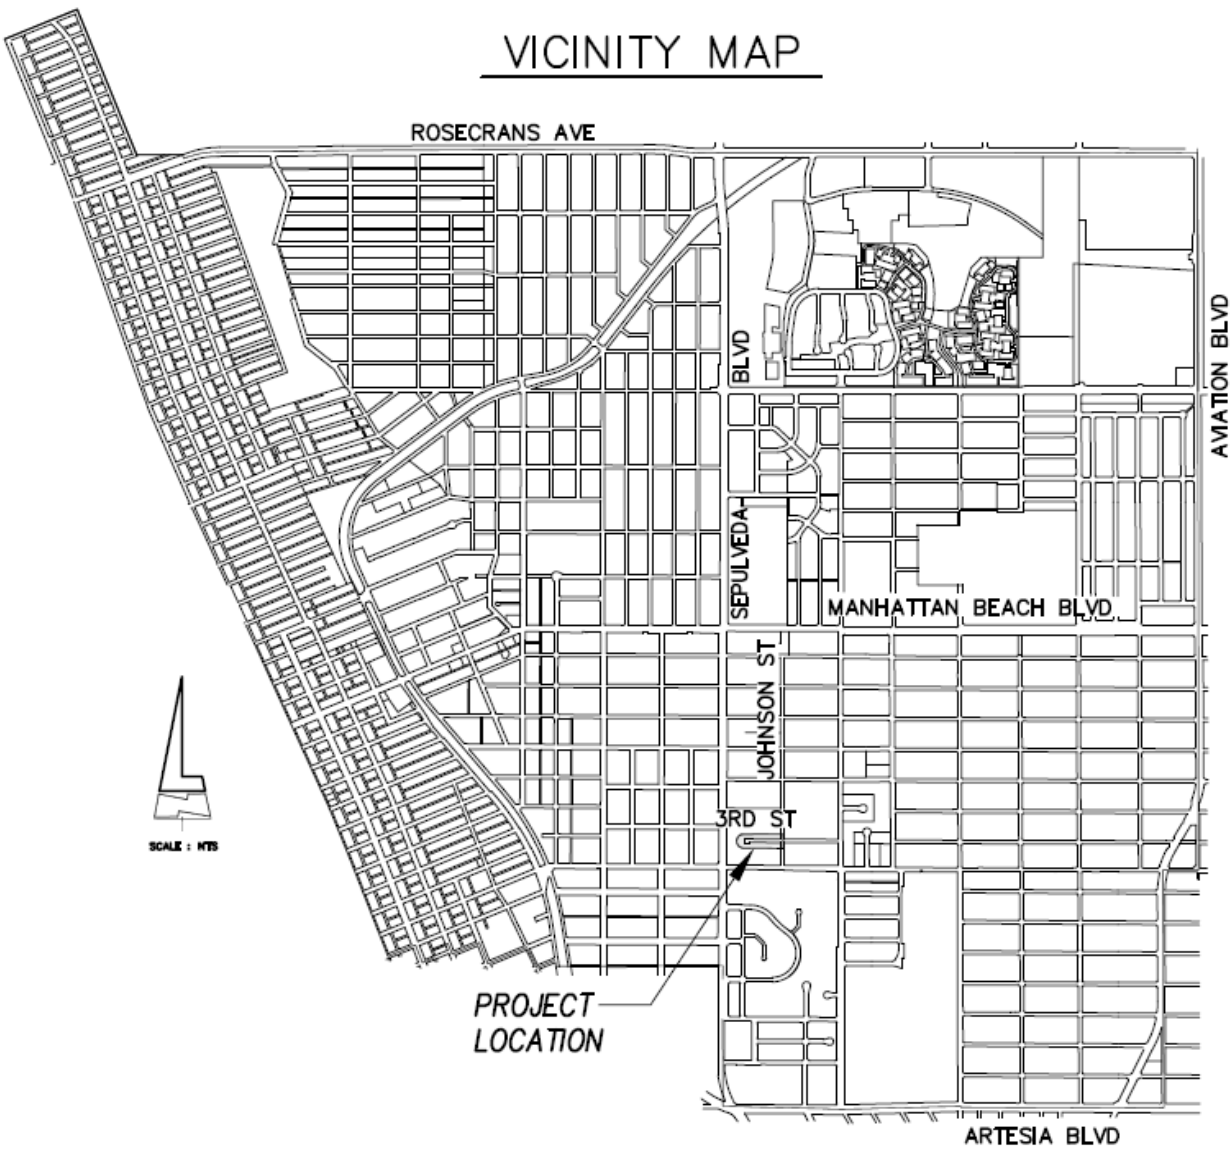 VICINITY MAP
ROSECRANS AVE
AVIATION BLVD
SEPULVEDA BLVD
MANHATTAN BEACH BLVD
JOHNSON ST
3RD ST
SCALE : NTS
PROJECT
LOCATION
ARTESIA BLVD